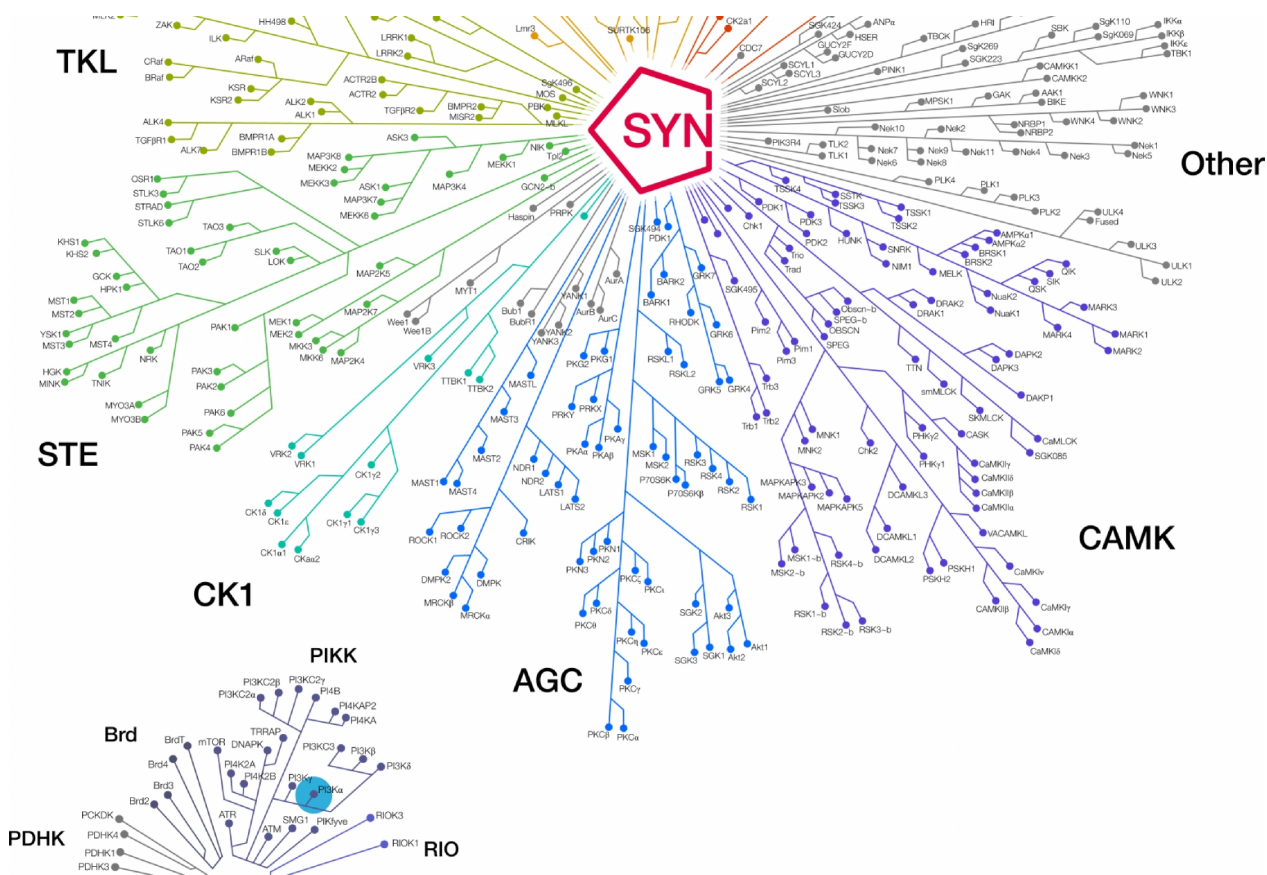 ZAK
HH498
ILK
LRRK1
LRRK2
TKL
CRaf
BRaf
ARaf
KSR
KSR2
ACTR2B
ACTR2
TGFβR2
BMPR2
MISR2
ALK2
ALK1
ALK4
TGFβR1
ALK7
BMPR1A
BMPR1B
Lmr3
SURTK106
SgK496
MOS
PBK
MLKL
CK2a1
CDC7
SGK424
ANPα
HSER
GUCY2F
GUCY2D
SCYL1
SCYL3
SCYL2
TBCK
PINK1
HRI
SgK269
SGK223
SBK
SgK110
SgK069
IKKα
IKKβ
IKKε
TBK1
CAMKK1
CAMKK2
Slob
MPSK1
GAK
AAK1
BIKE
WNK1
WNK3
WNK2
WNK4
NRBP1
NRBP2
Nek10
Nek2
PIK3R4
TLK2
TLK1
Nek7
Nek6
Nek9
Nek8
Nek11
Nek4
Nek3
Nek1
Nek5
Other
SYN
PLK4
PLK1
PLK3
PLK2
ULK4
Fused
ULK3
ULK1
ULK2
ASK3
NIK
Tpl2
MEKK1
GCN2~b
MAP3K8
MEKK2
MEKK3
ASK1
MAP3K7
MEKK6
MAP3K4
Haspin
PRPK
OSR1
STLK3
STRAD
STLK6
TAO3
TAO1
TAO2
SLK
LOK
KHS1
KHS2
GCK
HPK1
MST1
MST2
YSK1
MST3
MST4
HGK
MINK
NRK
TNIK
MYO3A
MYO3B
PAK1
PAK3
PAK2
PAK6
PAK5
PAK4
MAP2K5
MAP2K7
MEK1
MEK2
MKK3
MKK6
MAP2K4
STE
MYT1
Wee1
Wee1B
Bub1
BubR1
AurA
YANK1
AurB
AurC
YANK2
YANK3
VRK3
TTBK1
TTBK2
VRK2
VRK1
CK1γ2
CK1δ
CK1ε
CK1γ1
CK1γ3
CK1α1
CKaα2
CK1
SGK494
PDK1
BARK2
BARK1
GRK7
RHODK
GRK6
GRK5
GRK4
RSKL1
RSKL2
PKG2
PKG1
PRKY
PRKX
PKAγ
PKAα
PKAβ
MASTL
MAST3
MAST2
MAST1
MAST4
NDR1
NDR2
LATS1
LATS2
ROCK1
ROCK2
CRIK
DMPK2
DMPK
MRCKβ
MRCKα
MSK1
MSK2
P70S6K
P70S6Kβ
RSK3
RSK4
RSK2
RSK1
PKN1
PKN2
PKN3
PKCζ
PKCι
PKCδ
PKCθ
PKCη
PKCε
PKCγ
PKCβ
PKCα
SGK2
Akt3
SGK3
SGK1
Akt2
Akt1
AGC
Chk1
PDK1
TSSK4
PDK3
PDK2
SSTK
TSSK3
TSSK1
TSSK2
HUNK
SNRK
NIM1
Trio
Trad
SGK495
Obscn~b
SPEG~b
OBSCN
SPEG
Pim2
Pim1
Pim3
Trb3
Trb1
Trb2
AMPKα1
AMPKα2
BRSK1
BRSK2
MELK
NuaK2
NuaK1
QIK
SIK
QSK
MARK3
MARK4
MARK1
MARK2
DRAK2
DRAK1
TTN
smMLCK
DAPK2
DAPK3
DAKP1
SKMLCK
CaMLCK
SGK085
MNK1
MNK2
Chk2
PHKγ2
PHKγ1
CASK
CaMKIIγ
CaMKIIδ
CaMKIIβ
CaMKIIα
MAPKAPK3
MAPKAPK2
MAPKAPK5
DCAMKL3
DCAMKL1
DCAMKL2
VACAMKL
PSKH1
PSKH2
MSK1~b
MSK2~b
RSK4~b
RSK1~b
RSK2~b
RSK3~b
CaMKIv
CAMKIIβ
CaMKIγ
CAMKIα
CaMKIδ
CAMK
PIKK
PI3KC2β
PI3KC2γ
PI3KC2α
PI4B
PI4KAP2
PI4KA
Brd
BrdT
mTOR
TRRAP
DNAPK
PI3KC3
PI3Kβ
PI3Kδ
Brd4
PI4K2A
PI4K2B
PI3Kγ
PI3Kα
Brd3
Brd2
PCKDK
PDHK4
PDHK1
PDHK3
PDHK
ATR
ATM
SMG1
PIKfyve
RIOK3
RIOK1
RIO